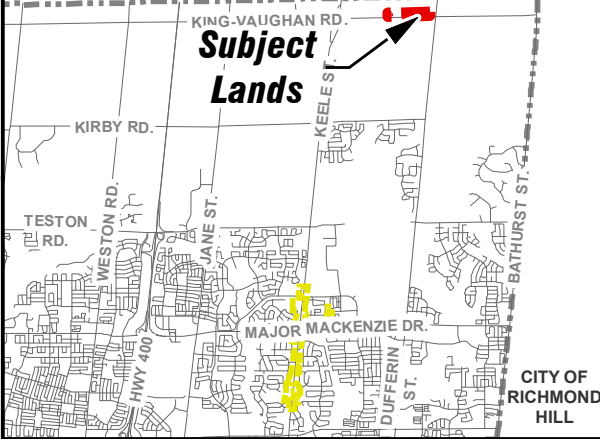 KING-VAUGHAN RD.
Subject
Lands
KEELE ST.
KIRBY RD.
WESTON RD.
TESTON
RD.
JANE ST.
BATHURST ST.
MAJOR MACKENZIE DR.
HWY 400
DUFFERIN
ST.
CITY OF
RICHMOND
HILL